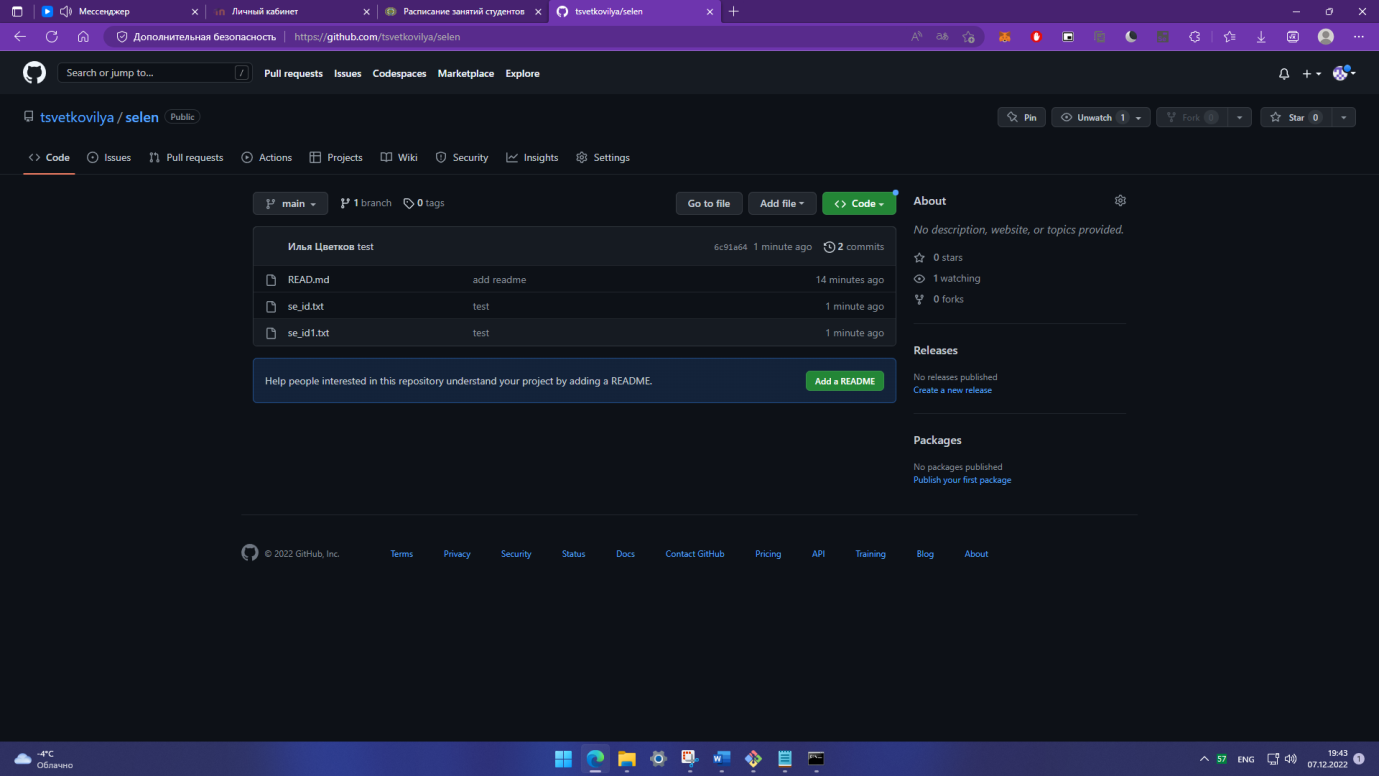 Мессенджер
Личный кабинет
Расписание занятий студентов
tsvetkovilya/selen
Дополнительная безопасность
https://github.com/tsvetkovilya/selen
Search or jump to...
/
Pull requests Issues Codespaces Marketplace Explore
tsvetkovilya / selen Public
Pin
Unwatch 1
Fork 0
Star 0
Code Issues Pull requests Actions Projects Wiki Security Insights Settings
main 1 branch 0 tags
Go to file Add file Code
Илья Цветков test 6c91a64 1 minute ago 2 commits
READ.md add readme 14 minutes ago
se_id.txt test 1 minute ago
se_id1.txt test 1 minute ago
Help people interested in this repository understand your project by adding a README. Add a README
About
No description, website, or topics provided.
0 stars
1 watching
0 forks
Releases
No releases published
Create a new release
Packages
No packages published
Publish your first package
© 2022 GitHub, Inc. Terms Privacy Security Status Docs Contact GitHub Pricing API Training Blog About
-4°C
Облачно
57 ENG
19:43
07.12.2022
1